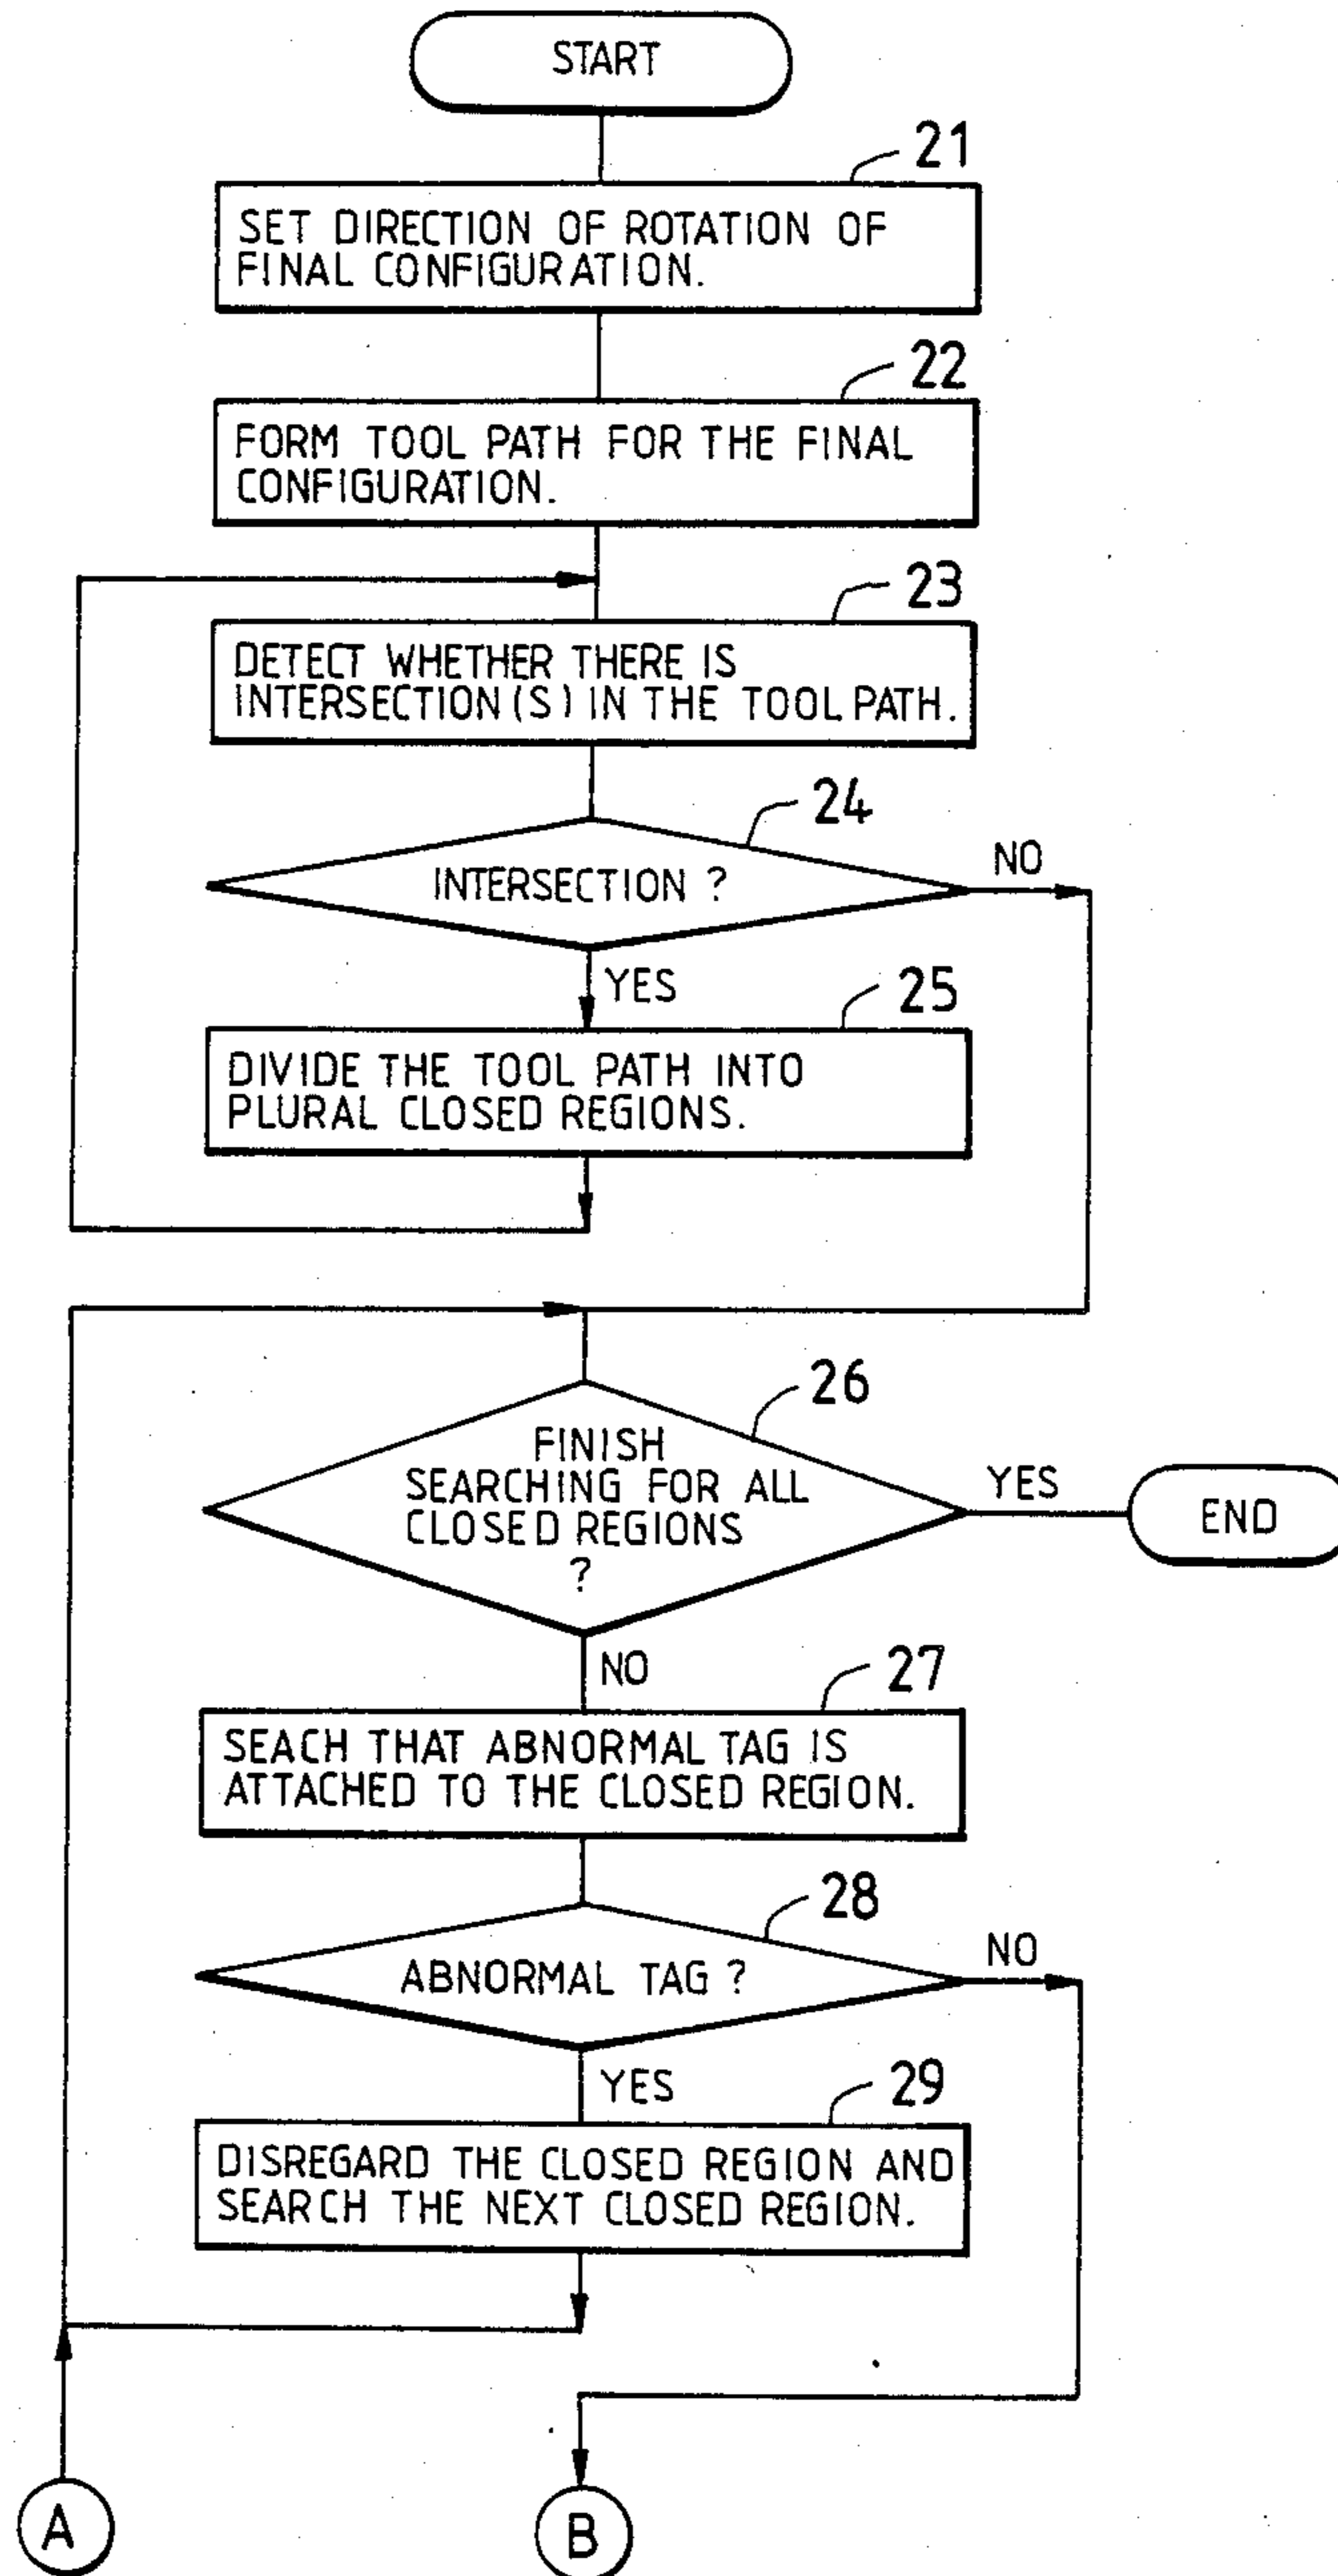 START
21
SET DIRECTION OF ROTATION OF
FINAL CONFIGURATION.
22
FORM TOOL PATH FOR THE FINAL
CONFIGURATION.
23
DETECT WHETHER THERE IS
INTERSECTION(S) IN THE TOOL PATH.
24
INTERSECTION ?
NO
YES
25
DIVIDE THE TOOL PATH INTO
PLURAL CLOSED REGIONS.
26
FINISH
SEARCHING FOR ALL
CLOSED REGIONS
?
YES
END
NO
27
SEACH THAT ABNORMAL TAG IS
ATTACHED TO THE CLOSED REGION.
28
ABNORMAL TAG ?
NO
YES
29
DISREGARD THE CLOSED REGION AND
SEARCH THE NEXT CLOSED REGION.
A
B